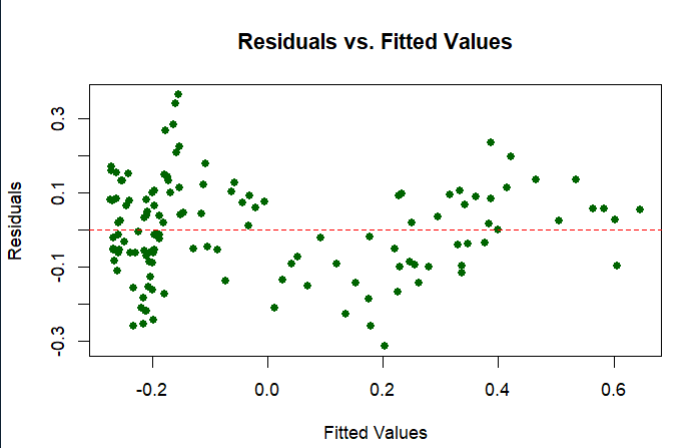 Residuals vs. Fitted Values
0.3
0.1
-0.1
-0.3
Residuals
-0.2 0.0 0.2 0.4 0.6
Fitted Values